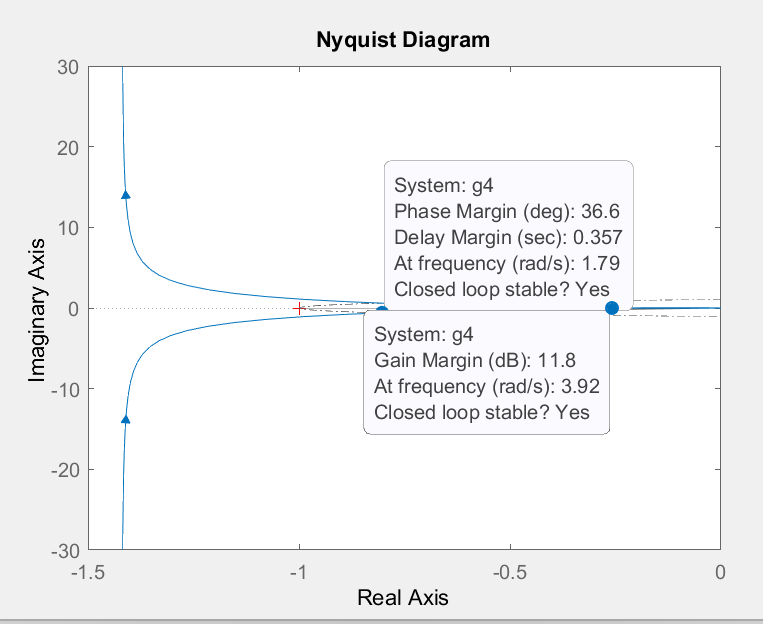 Nyquist Diagram
30
20
10
0
-10
-20
-30
Imaginary Axis
System: g4
Phase Margin (deg): 36.6
Delay Margin (sec): 0.357
At frequency (rad/s): 1.79
Closed loop stable? Yes
System: g4
Gain Margin (dB): 11.8
At frequency (rad/s): 3.92
Closed loop stable? Yes
-1.5
-1
-0.5
0
Real Axis